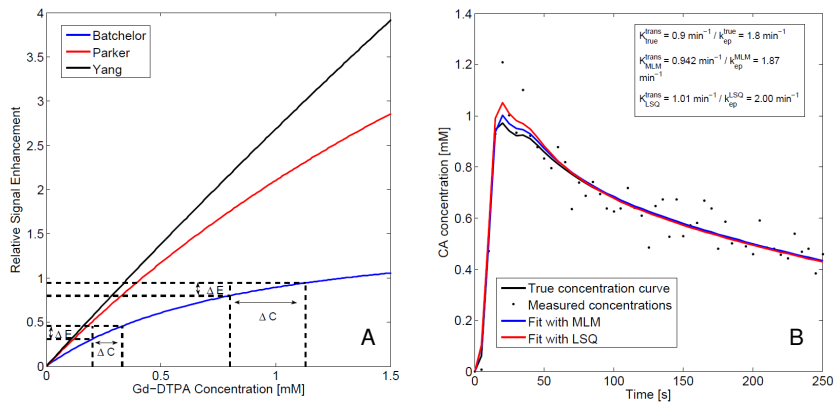 4
3.5
3
2.5
2
1.5
1
0.5
0
Relative Signal Enhancement
Batchelor
Parker
Yang
Δ E
Δ C
Δ E
Δ C
A
0
0.5
1
1.5
Gd−DTPA Concentration [mM]
1.4
1.2
1
0.8
0.6
0.4
0.2
0
CA concentration [mM]
K^trans_true = 0.9 min^−1 / k^true_ep = 1.8 min^−1
K^trans_MLM = 0.942 min^−1 / k^MLM_ep = 1.87
min^−1
K^trans_LSQ = 1.01 min^−1 / k^LSQ_ep = 2.00 min^−1
True concentration curve
Measured concentrations
Fit with MLM
Fit with LSQ
B
0
50
100
150
200
250
Time [s]